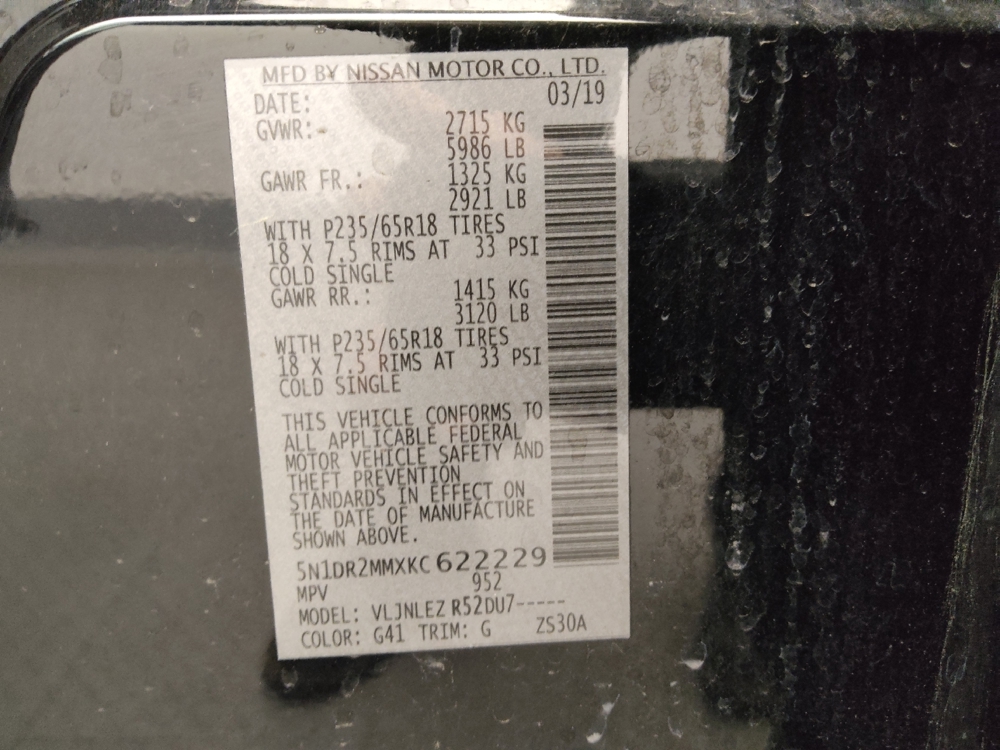 MFD BY NISSAN MOTOR CO., LTD.
DATE: 03/19
GVWR: 2715 KG
5986 LB
GAWR FR.: 1325 KG
2921 LB
WITH P235/65R18 TIRES
18 X 7.5 RIMS AT 33 PSI
COLD SINGLE
GAWR RR.: 1415 KG
3120 LB
WITH P235/65R18 TIRES
18 X 7.5 RIMS AT 33 PSI
COLD SINGLE
THIS VEHICLE CONFORMS TO
ALL APPLICABLE FEDERAL
MOTOR VEHICLE SAFETY AND
THEFT PREVENTION
STANDARDS IN EFFECT ON
THE DATE OF MANUFACTURE
SHOWN ABOVE.
5N1DR2MMXKC622229
MPV 952
MODEL: VLJNLEZ R52DU7-----
COLOR: G41 TRIM: G ZS30A